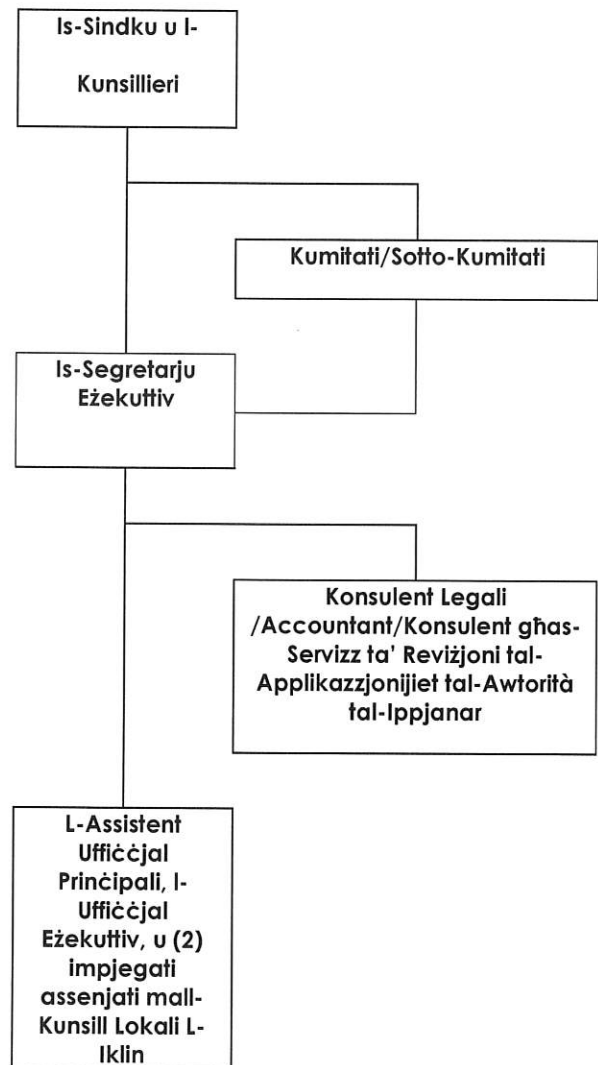 Is-Sindku u l-
Kunsillieri
Kumitati/Sotto-Kumitati
Is-Segretarju
Eżekuttiv
Konsulent Legali
/Accountant/Konsulent għas-
Servizz ta' Reviżjoni tal-
Applikazzjonijiet tal-Awtorità
tal-Ippjanar
L-Assistent
Uffiċċjal
Prinċipali, l-
Uffiċċjal
Eżekuttiv, u (2)
impjegati
assenjati mall-
Kunsill Lokali L-
Iklin